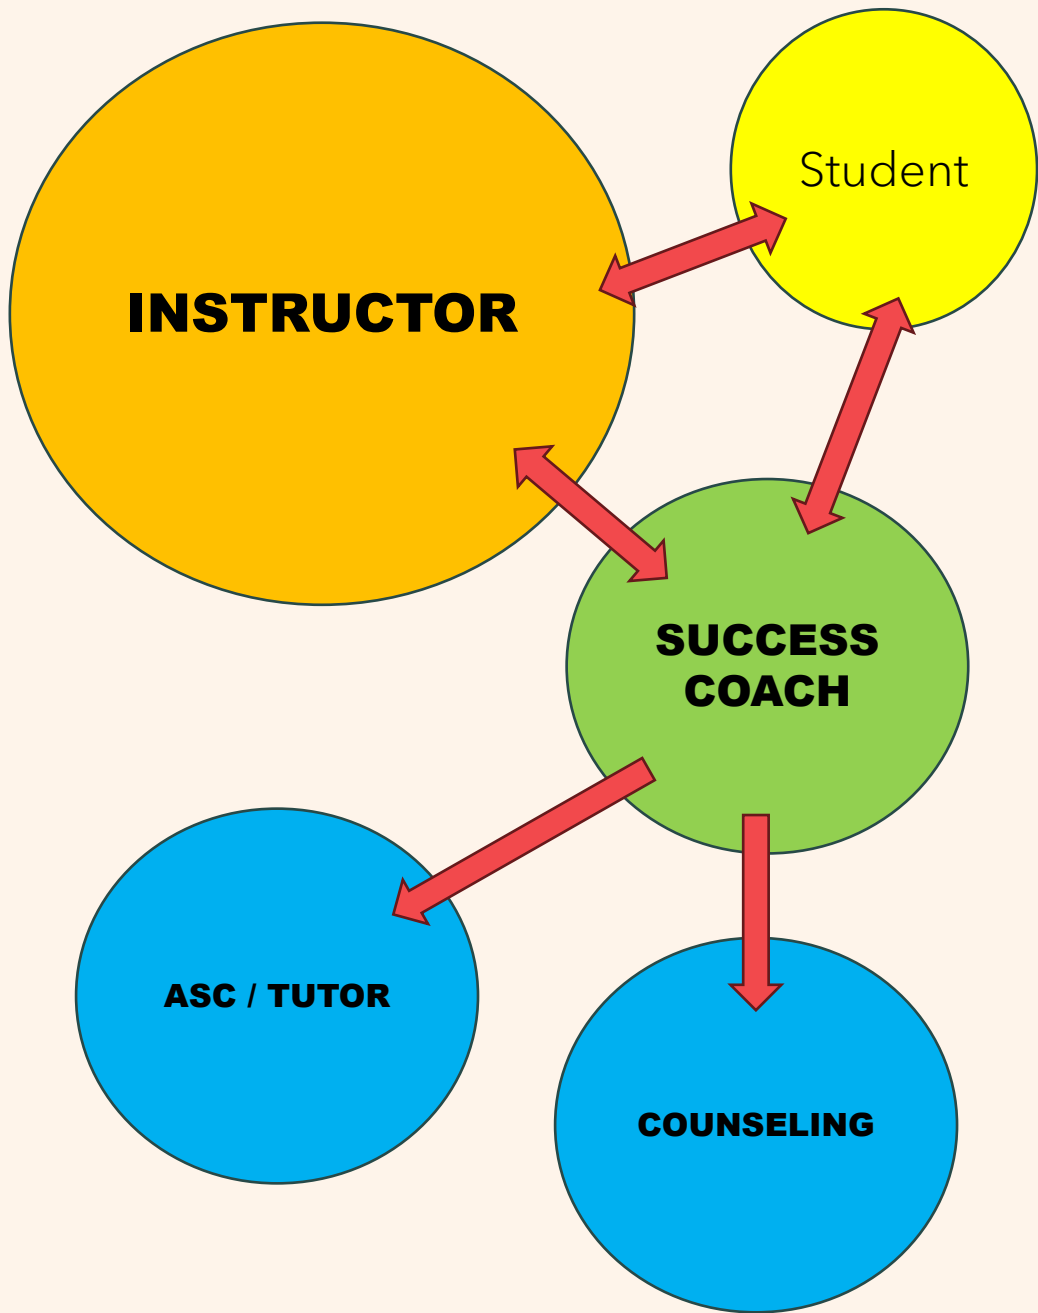 Student
INSTRUCTOR
SUCCESS
COACH
ASC / TUTOR
COUNSELING